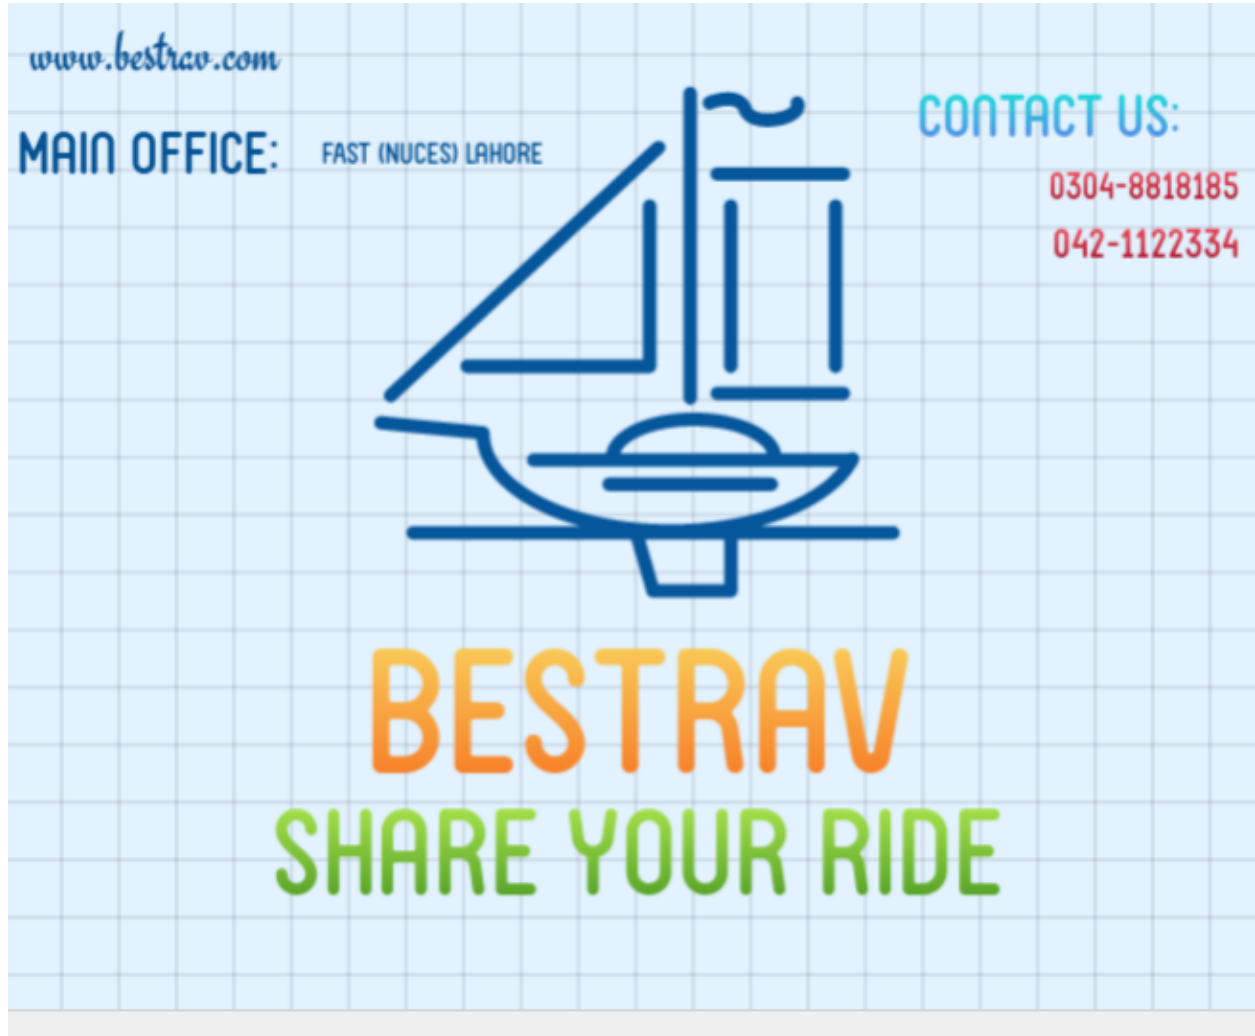 www.bestrav.com
MAIN OFFICE: FAST (NUCES) LAHORE
CONTACT US:
0304-8818185
042-1122334
BESTRAV
SHARE YOUR RIDE